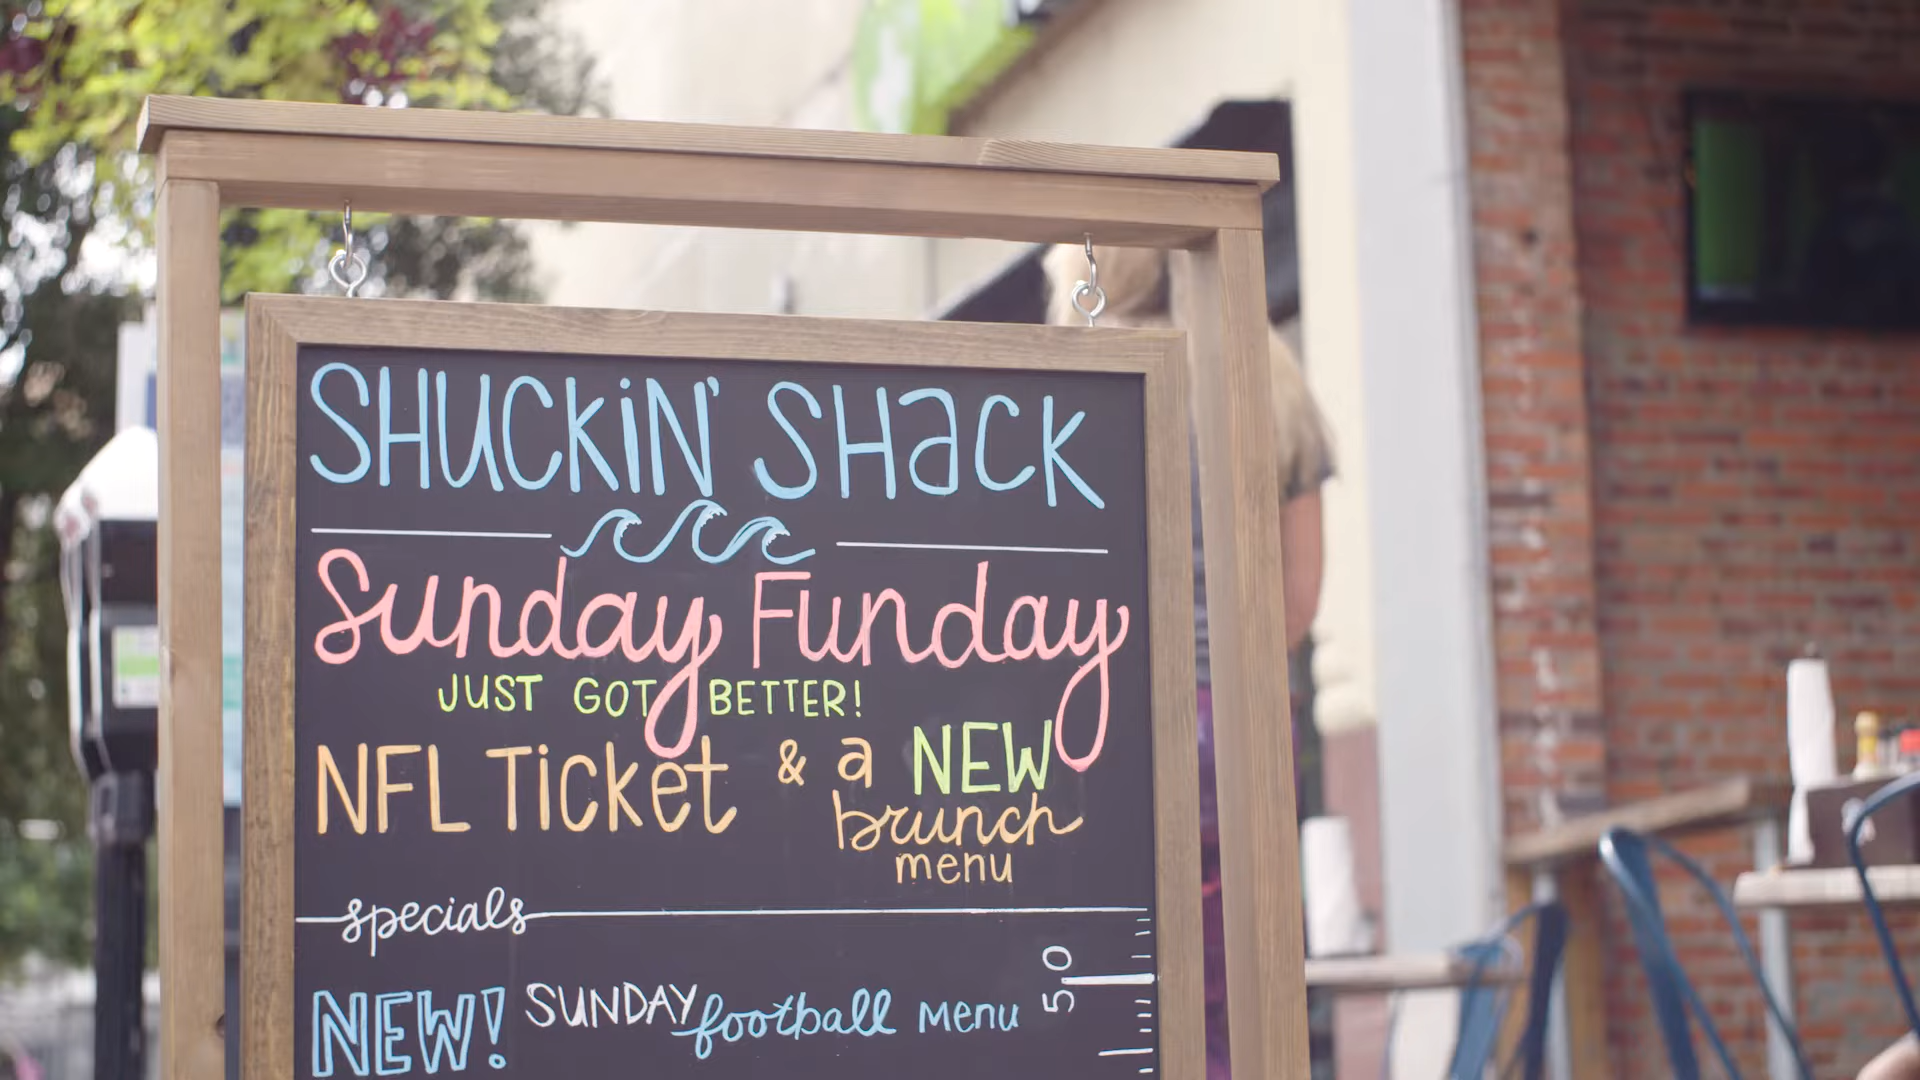 SHUCKiN' SHaCK
Sunday Funday
JUST GOT BETTER!
NFL TicKet & a NEW
brunch
menu
specials
NEW! SUNDAY football Menu
50